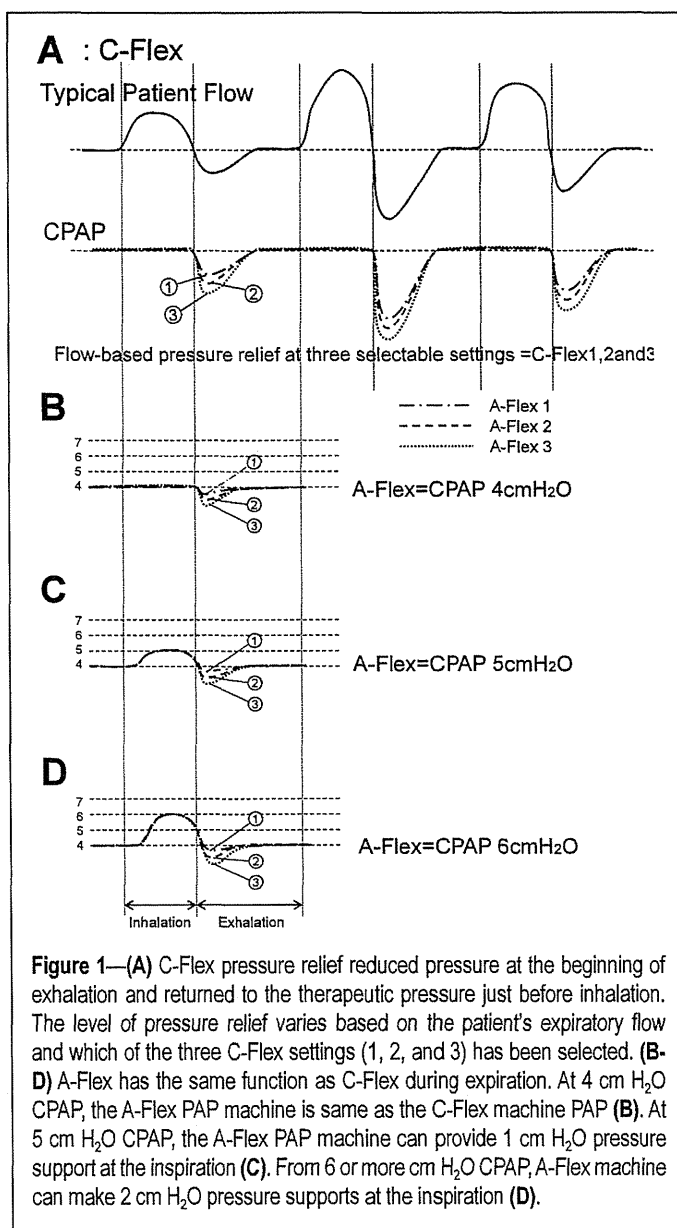 A : C-Flex
Typical Patient Flow
CPAP
①
②
③
Flow-based pressure relief at three selectable settings =C-Flex1,2and3
B
A-Flex 1
A-Flex 2
A-Flex 3
7
6
5
4
①
②
③
A-Flex=CPAP 4cmH₂O
C
7
6
5
4
①
②
③
A-Flex=CPAP 5cmH₂O
D
7
6
5
4
①
②
③
A-Flex=CPAP 6cmH₂O
Inhalation
Exhalation
Figure 1—(A) C-Flex pressure relief reduced pressure at the beginning of
exhalation and returned to the therapeutic pressure just before inhalation.
The level of pressure relief varies based on the patient's expiratory flow
and which of the three C-Flex settings (1, 2, and 3) has been selected. (B-
D) A-Flex has the same function as C-Flex during expiration. At 4 cm H₂O
CPAP, the A-Flex PAP machine is same as the C-Flex machine PAP (B). At
5 cm H₂O CPAP, the A-Flex PAP machine can provide 1 cm H₂O pressure
support at the inspiration (C). From 6 or more cm H₂O CPAP, A-Flex machine
can make 2 cm H₂O pressure supports at the inspiration (D).